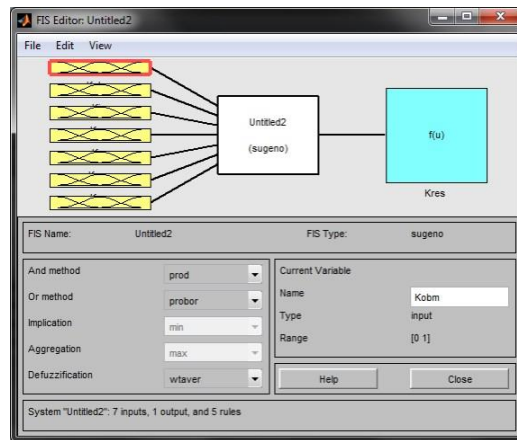 FIS Editor: Untitled2
File Edit View
Untitled2
(sugeno)
f(u)
Kres
FIS Name: Untitled2 FIS Type: sugeno
And method prod
Or method probor
Implication min
Aggregation max
Defuzzification wtaver
Current Variable
Name Kobm
Type input
Range [0 1]
Help Close
System "Untitled2": 7 inputs, 1 output, and 5 rules